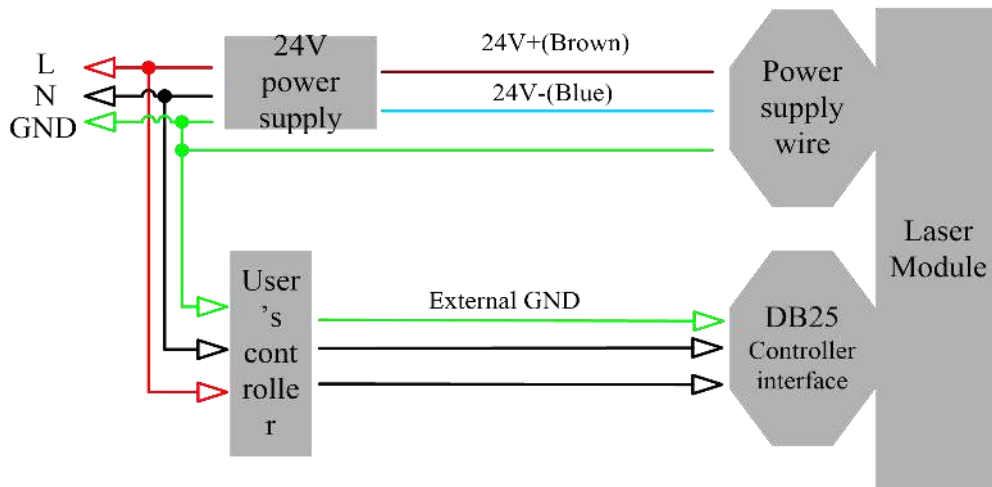 L
N
GND
24V
power
supply
24V+(Brown)
24V-(Blue)
Power
supply
wire
Laser
Module
User
's
cont
rolle
r
External GND
DB25
Controller
interface